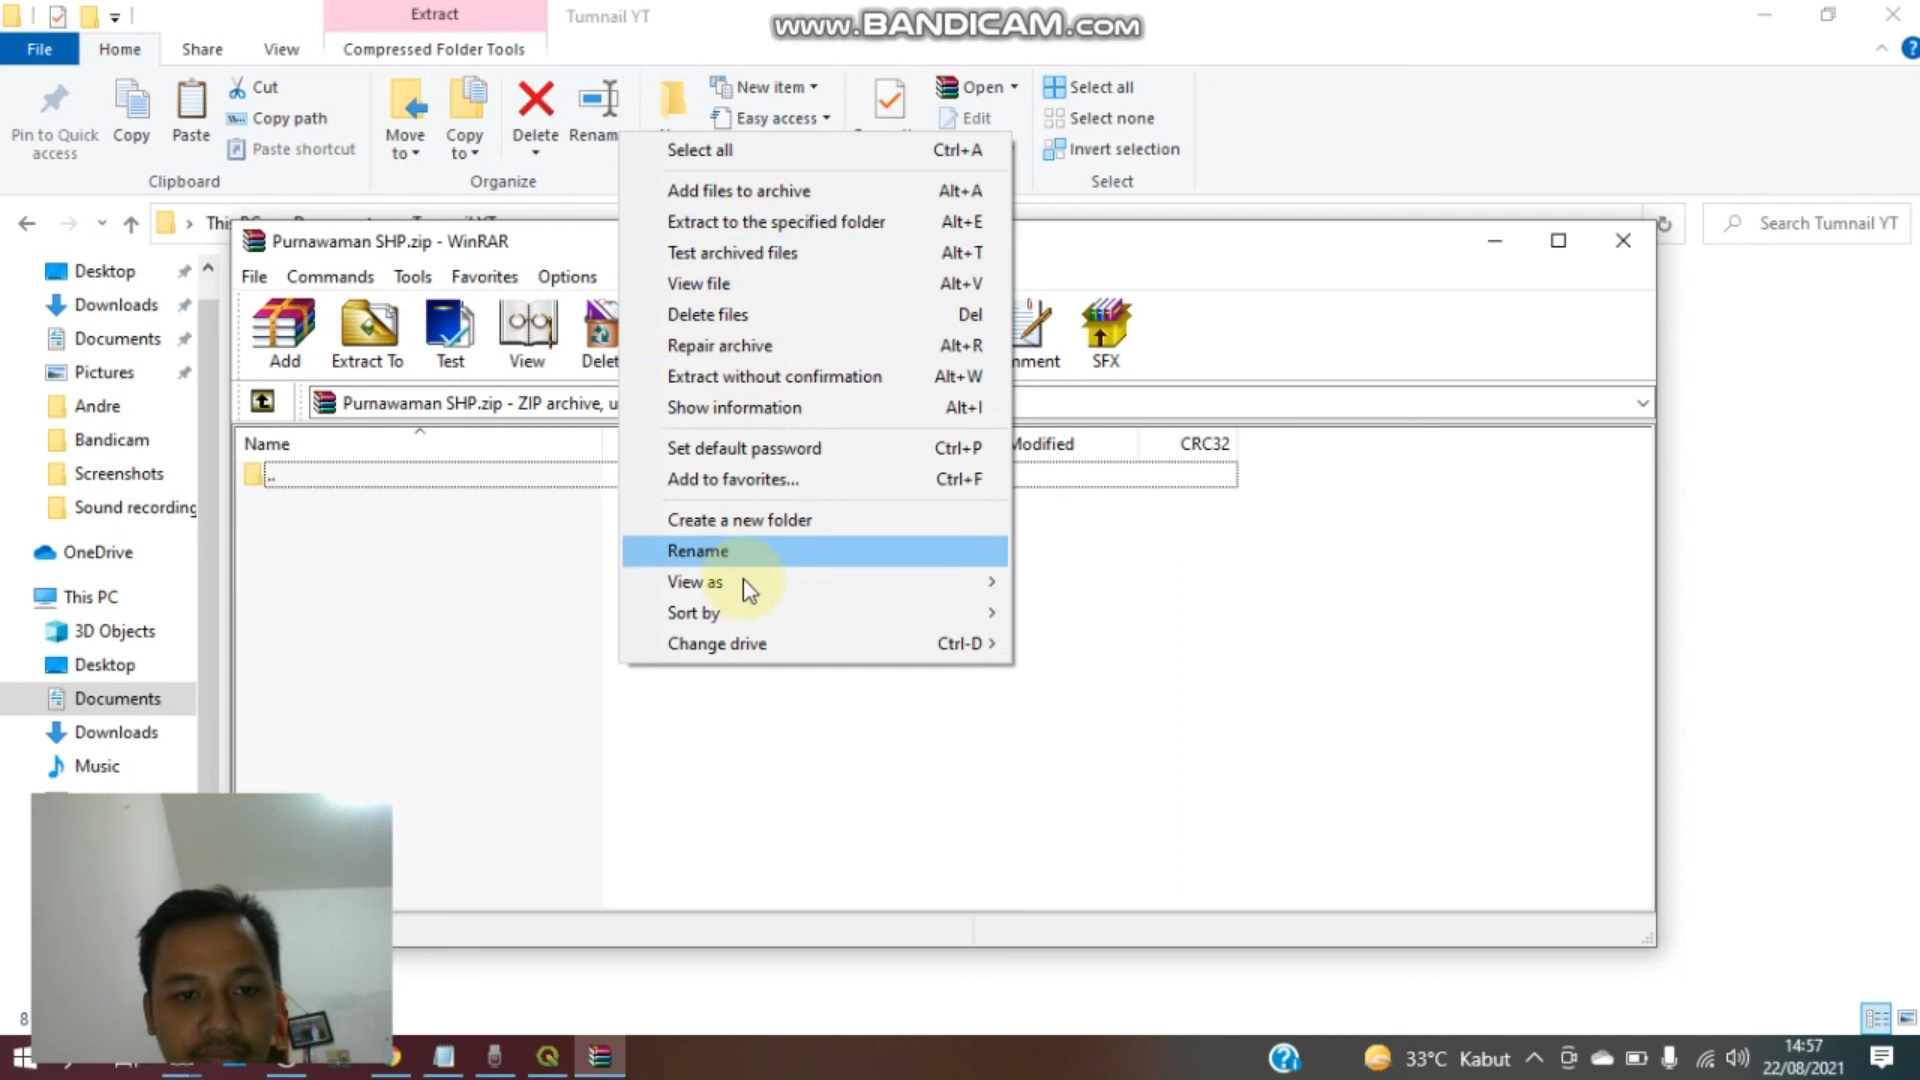 Extract
Tumnail YT
www.BANDICAM.com
File
Home
Share
View
Compressed Folder Tools
Pin to Quick access
Copy
Paste
Cut
Copy path
Paste shortcut
Move to
Copy to
Delete
Renam
New item
Easy access
Open
Edit
Select all
Select none
Invert selection
Clipboard
Organize
Select
Search Tumnail YT
Desktop
Downloads
Documents
Pictures
Andre
Bandicam
Screenshots
Sound recording
OneDrive
This PC
3D Objects
Desktop
Documents
Downloads
Music
Purnawaman SHP.zip - WinRAR
File Commands Tools Favorites Options
Add
Extract To
Test
View
Delet
nment
SFX
Purnawaman SHP.zip - ZIP archive, u
Name
Modified
CRC32
..
Select all Ctrl+A
Add files to archive Alt+A
Extract to the specified folder Alt+E
Test archived files Alt+T
View file Alt+V
Delete files Del
Repair archive Alt+R
Extract without confirmation Alt+W
Show information Alt+I
Set default password Ctrl+P
Add to favorites... Ctrl+F
Create a new folder
Rename
View as
Sort by
Change drive Ctrl-D
8
33°C Kabut
14:57
22/08/2021